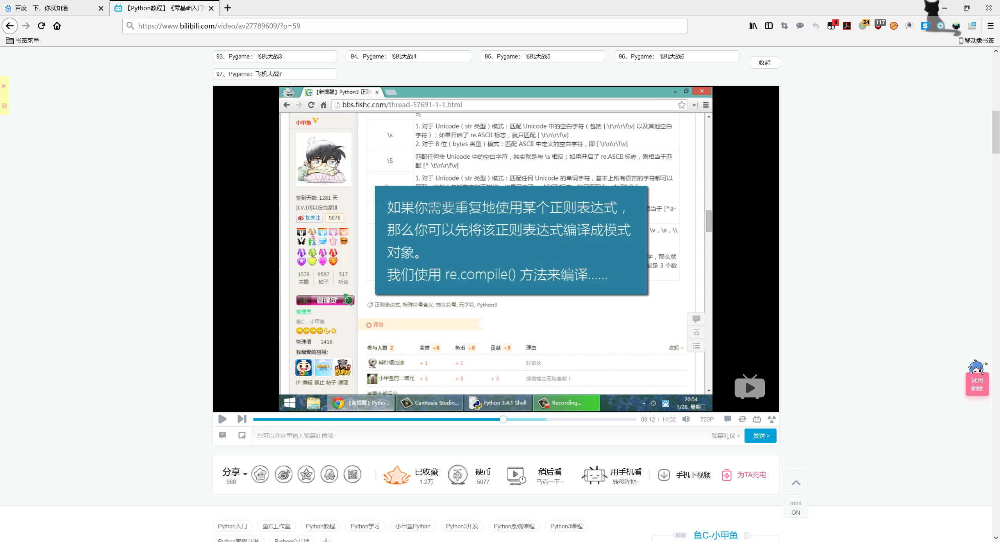 百度一下，你就知道
【Python教程】《零基础入门
https://www.bilibili.com/video/av27789609/?p=59
4
24
117
书签菜单
移动版书签
93、Pygame：飞机大战3
94、Pygame：飞机大战4
95、Pygame：飞机大战5
96、Pygame：飞机大战6
收起
97、Pygame：飞机大战7
【新提醒】Python3 正则
bbs.fishc.com/thread-57691-1-1.html
小甲鱼
9]
\s
1. 对于 Unicode（str 类型）模式：匹配 Unicode 中的空白字符（包括 [ \t\n\r\f\v] 以及其他空白
字符）；如果开启了 re.ASCII 标志，就只匹配 [ \t\n\r\f\v]
2. 对于 8 位（bytes 类型）模式：匹配 ASCII 中定义的空白字符，即 [ \t\n\r\f\v]
\S
匹配任何非 Unicode 中的空白字符，其实就是与 \s 相反；如果开启了 re.ASCII 标志，则相当于匹
配 [^ \t\n\r\f\v]
1. 对于 Unicode（str 类型）模式：匹配任何 Unicode 的单词字符，基本上所有语言的字符都可以
如果你需要重复地使用某个正则表达式，
那么你可以先将该正则表达式编译成模式
对象。
我们使用 re.compile() 方法来编译......
相当于 [^a-
\v , \x , \\
字，那么就
能是 3 个数
签到天数: 1281 天
[LV.10]以坛为家III
加关注
9070
1578
9597
517
主题
帖子
听众
管理员
管理员
鱼C - 小甲鱼
管理值 1416
我最爱的应用:
IP 编辑 禁止 帖子 清理
正则表达式, 特殊符号含义, 转义符号, 元字符, Python3
评分
参与人数 2
荣誉 +6
鱼币 +6
贡献 +3
理由
收起
瞬秒爆加速 + 1 + 1 好家伙
小甲鱼的二师兄 + 5 + 5 + 3 感谢楼主无私奉献！
查看全部评分
【新提醒】Pytho...
Camtasia Studio...
Python 3.4.1 Shell
Recording...
20:54
1/28, 星期三
09:12 / 14:02
720P
您可以在这里输入弹幕吐槽哦~
弹幕礼仪 >
发送 >
试用
新版
分享
988
已收藏
1.2万
硬币
5077
稍后看
马克一下~
用手机看
转移阵地~
手机下视频
为TA充电
mini
ON
Python入门
鱼C工作室
Python教程
Python学习
小甲鱼Python
Python3开发
Python系统课程
Python3课程
Python案例开发
Python公开课
鱼C-小甲鱼